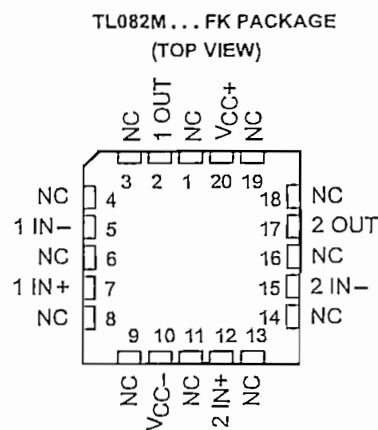 TL082M . . . FK PACKAGE
(TOP VIEW)
NC
1 OUT
NC
VCC+
NC
3 2 1 20 19
NC 4 18 NC
1 IN− 5 17 2 OUT
NC 6 16 NC
1 IN+ 7 15 2 IN−
NC 8 14 NC
9 10 11 12 13
NC
VCC−
NC
2 IN+
NC